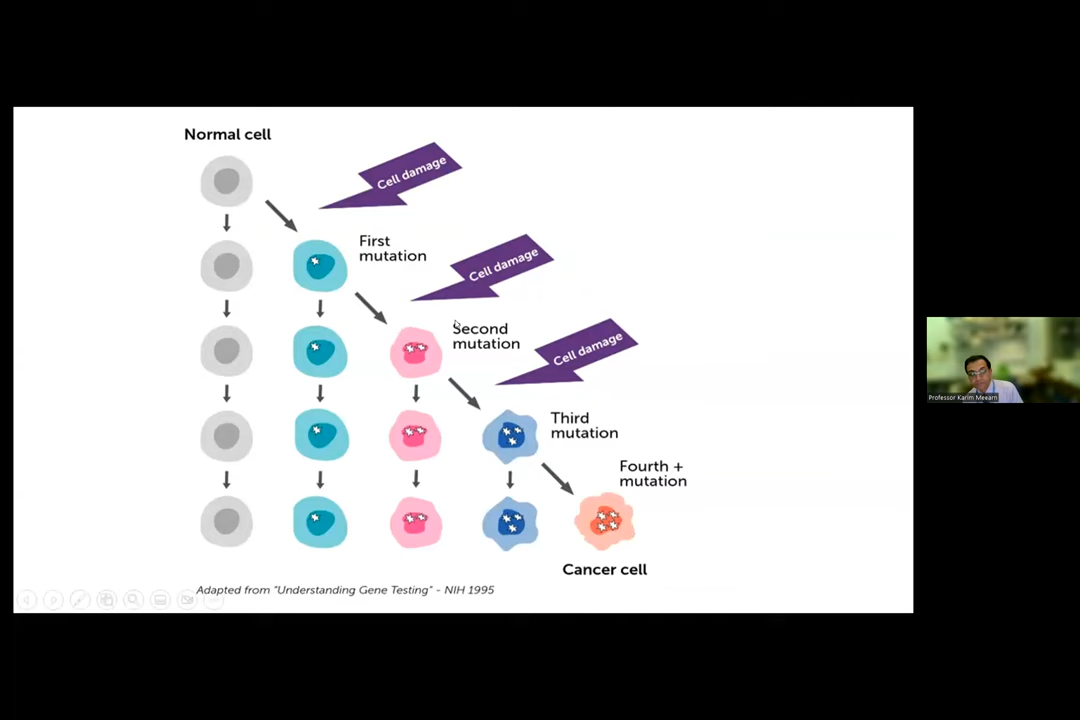 Normal cell
Cell damage
First
mutation
Cell damage
Second
mutation
Cell damage
Third
mutation
Fourth +
mutation
Cancer cell
Adapted from "Understanding Gene Testing" - NIH 1995
Professor Karim Meeran